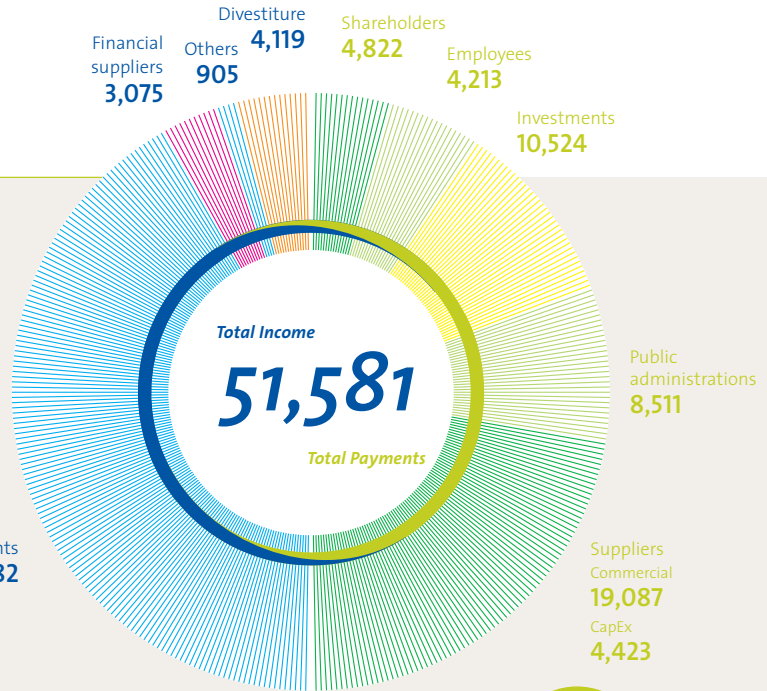 Divestiture
4,119
Shareholders
4,822
Financial
suppliers
3,075
Others
905
Employees
4,213
Investments
10,524
Total Income
51,581
Total Payments
Public
administrations
8,511
Suppliers
Commercial
19,087
CapEx
4,423